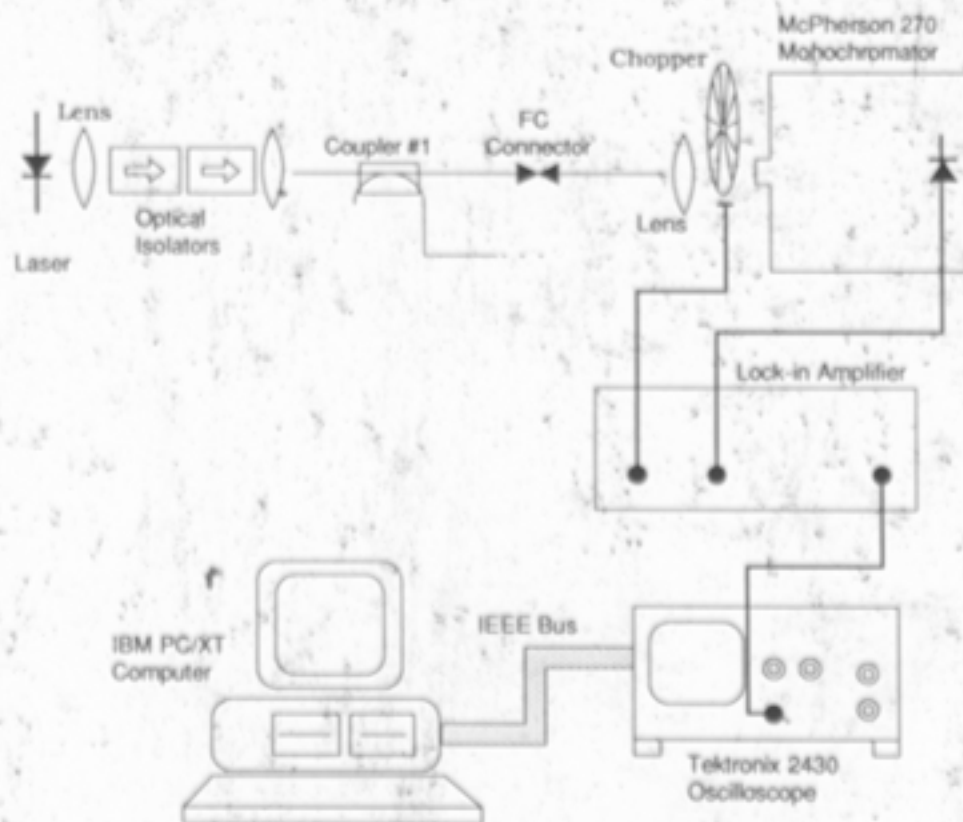 McPherson 270
Monochromator
Chopper
Lens
FC
Connector
Coupler #1
Optical
Isolators
Lens
Laser
Lock-in Amplifier
IEEE Bus
IBM PC/XT
Computer
Tektronix 2430
Oscilloscope